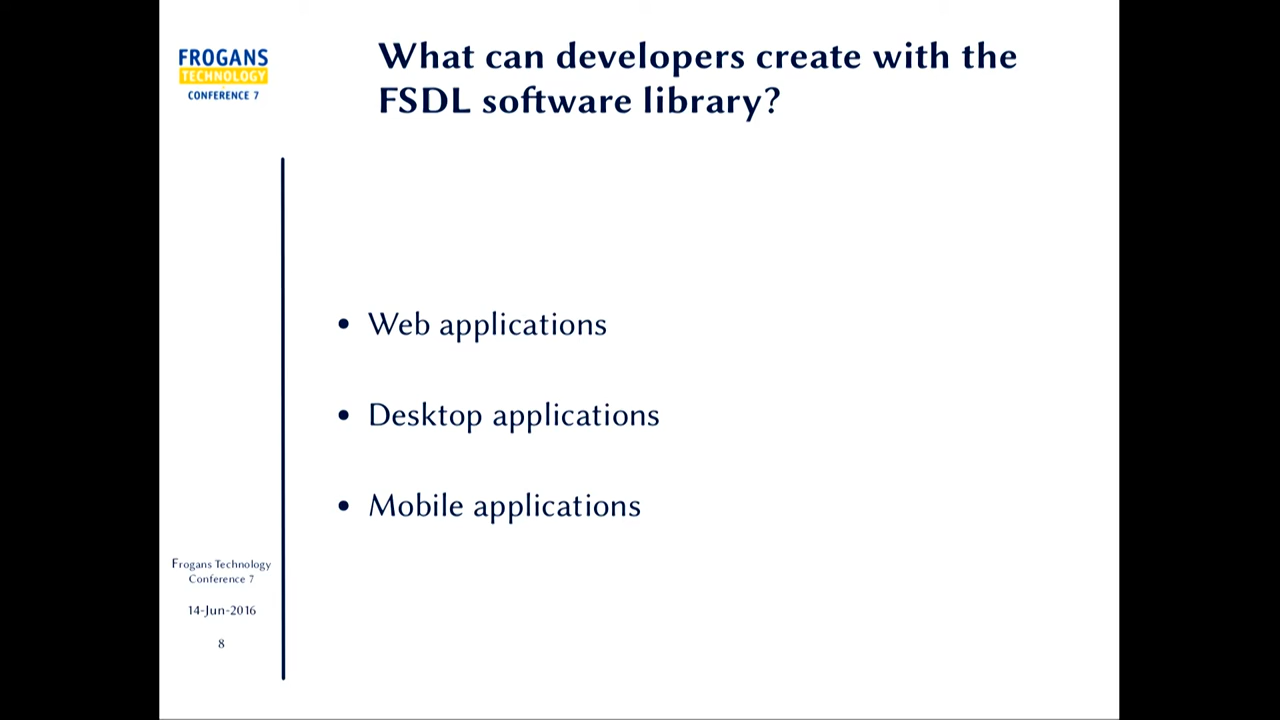 FROGANS
TECHNOLOGY
CONFERENCE 7
What can developers create with the
FSDL software library?
• Web applications
• Desktop applications
• Mobile applications
Frogans Technology
Conference 7
14-Jun-2016
8